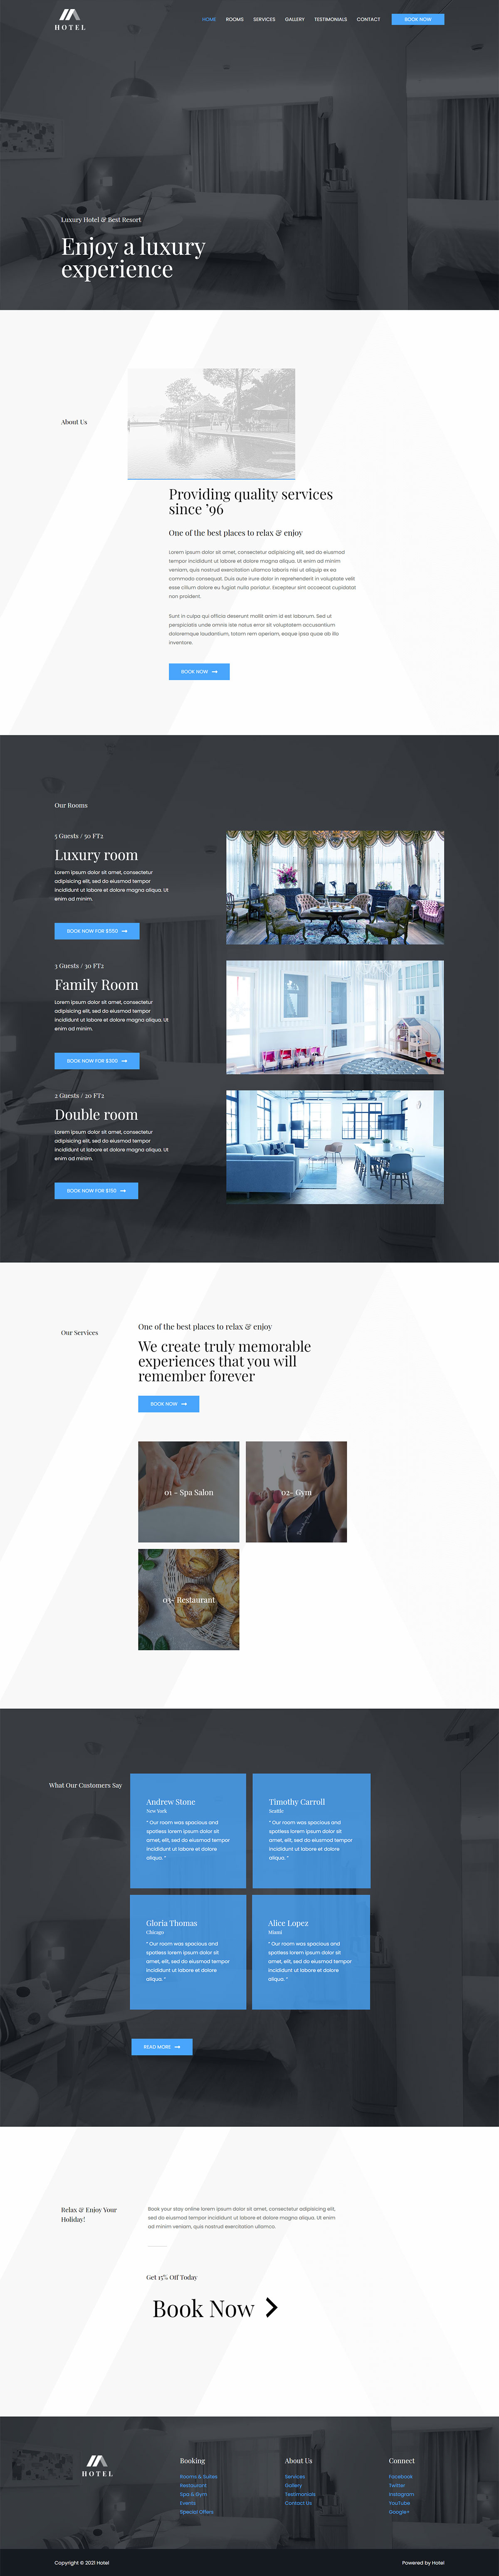 HOTEL
HOME ROOMS SERVICES GALLERY TESTIMONIALS CONTACT BOOK NOW
Luxury Hotel & Best Resort
Enjoy a luxury
experience
About Us
Providing quality services
since ’96
One of the best places to relax & enjoy
Lorem ipsum dolor sit amet, consectetur adipisicing elit, sed do eiusmod
tempor incididunt ut labore et dolore magna aliqua. Ut enim ad minim
veniam, quis nostrud exercitation ullamco laboris nisi ut aliquip ex ea
commodo consequat. Duis aute irure dolor in reprehenderit in voluptate velit
esse cillum dolore eu fugiat nulla pariatur. Excepteur sint occaecat cupidatat
non proident.
Sunt in culpa qui officia deserunt mollit anim id est laborum. Sed ut
perspiciatis unde omnis iste natus error sit voluptatem accusantium
doloremque laudantium, totam rem aperiam, eaque ipsa quae ab illo
inventore.
BOOK NOW
Our Rooms
5 Guests / 50 FT2
Luxury room
Lorem ipsum dolor sit amet, consectetur
adipisicing elit, sed do eiusmod tempor
incididunt ut labore et dolore magna aliqua. Ut
enim ad minim.
BOOK NOW FOR $550
3 Guests / 30 FT2
Family Room
Lorem ipsum dolor sit amet, consectetur
adipisicing elit, sed do eiusmod tempor
incididunt ut labore et dolore magna aliqua. Ut
enim ad minim.
BOOK NOW FOR $300
2 Guests / 20 FT2
Double room
Lorem ipsum dolor sit amet, consectetur
adipisicing elit, sed do eiusmod tempor
incididunt ut labore et dolore magna aliqua. Ut
enim ad minim.
BOOK NOW FOR $150
Our Services
One of the best places to relax & enjoy
We create truly memorable
experiences that you will
remember forever
BOOK NOW
01 - Spa Salon
02- Gym
03- Restaurant
What Our Customers Say
Andrew Stone
New York
“ Our room was spacious and
spotless lorem ipsum dolor sit
amet, elit, sed do eiusmod tempor
incididunt ut labore et dolore
aliqua. ”
Timothy Carroll
Seattle
“ Our room was spacious and
spotless lorem ipsum dolor sit
amet, elit, sed do eiusmod tempor
incididunt ut labore et dolore
aliqua. ”
Gloria Thomas
Chicago
“ Our room was spacious and
spotless lorem ipsum dolor sit
amet, elit, sed do eiusmod tempor
incididunt ut labore et dolore
aliqua. ”
Alice Lopez
Miami
“ Our room was spacious and
spotless lorem ipsum dolor sit
amet, elit, sed do eiusmod tempor
incididunt ut labore et dolore
aliqua. ”
READ MORE
Relax & Enjoy Your
Holiday!
Book your stay online lorem ipsum dolor sit amet, consectetur adipisicing elit,
sed do eiusmod tempor incididunt ut labore et dolore magna aliqua. Ut enim
ad minim veniam, quis nostrud exercitation ullamco.
Get 15% Off Today
Book Now
HOTEL
Booking
Rooms & Suites
Restaurant
Spa & Gym
Events
Special Offers
About Us
Services
Gallery
Testimonials
Contact Us
Connect
Facebook
Twitter
Instagram
YouTube
Google+
Copyright © 2021 Hotel
Powered by Hotel